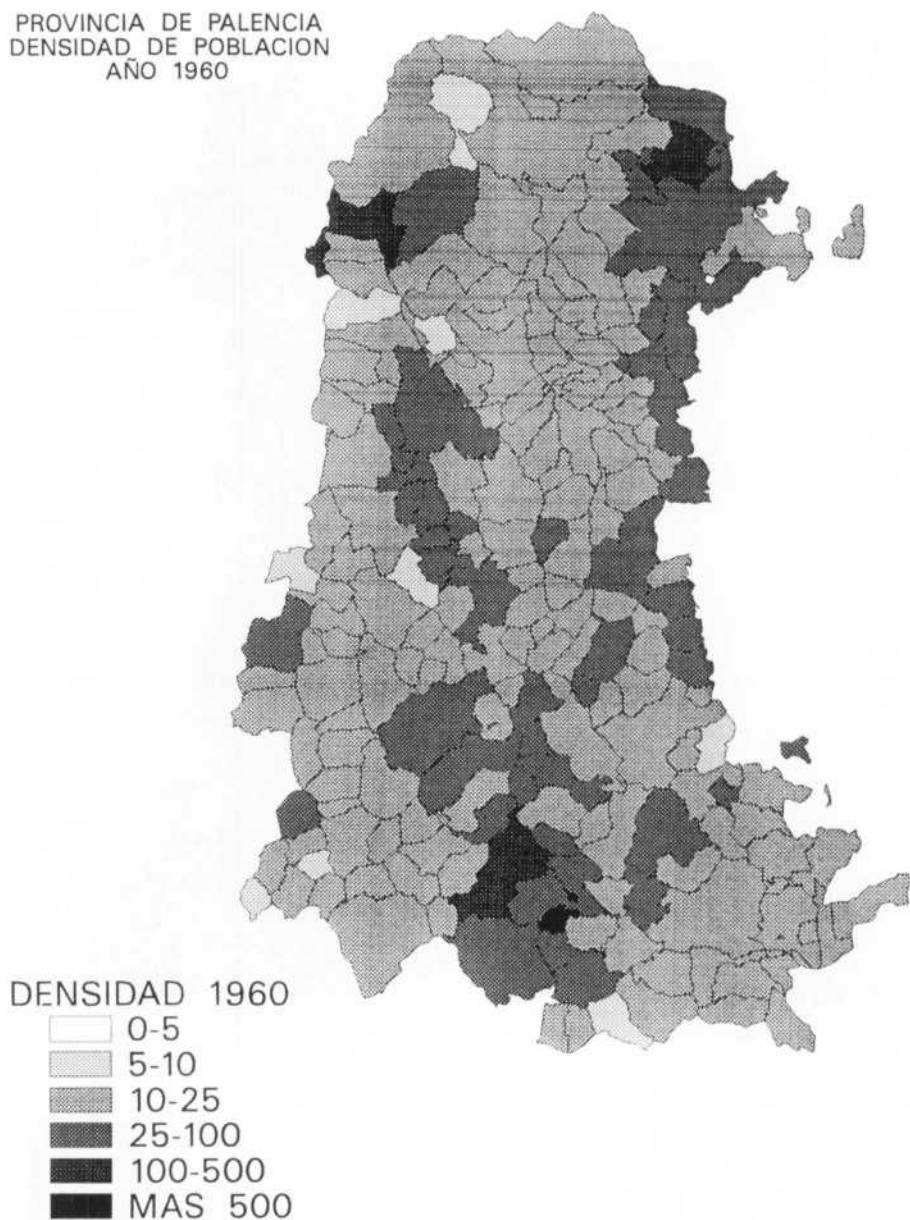 PROVINCIA DE PALENCIA
DENSIDAD DE POBLACION
AÑO 1960
DENSIDAD 1960
0-5
5-10
10-25
25-100
100-500
MAS 500